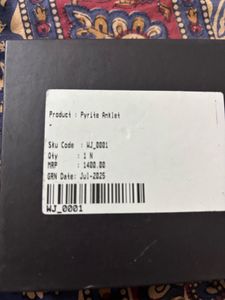 Product : Pyrite Anklet
-
Sku Code : WJ_0001
Qty : 1 N
MRP : 1400.00
GRN Date: Jul-2025
WJ_0001